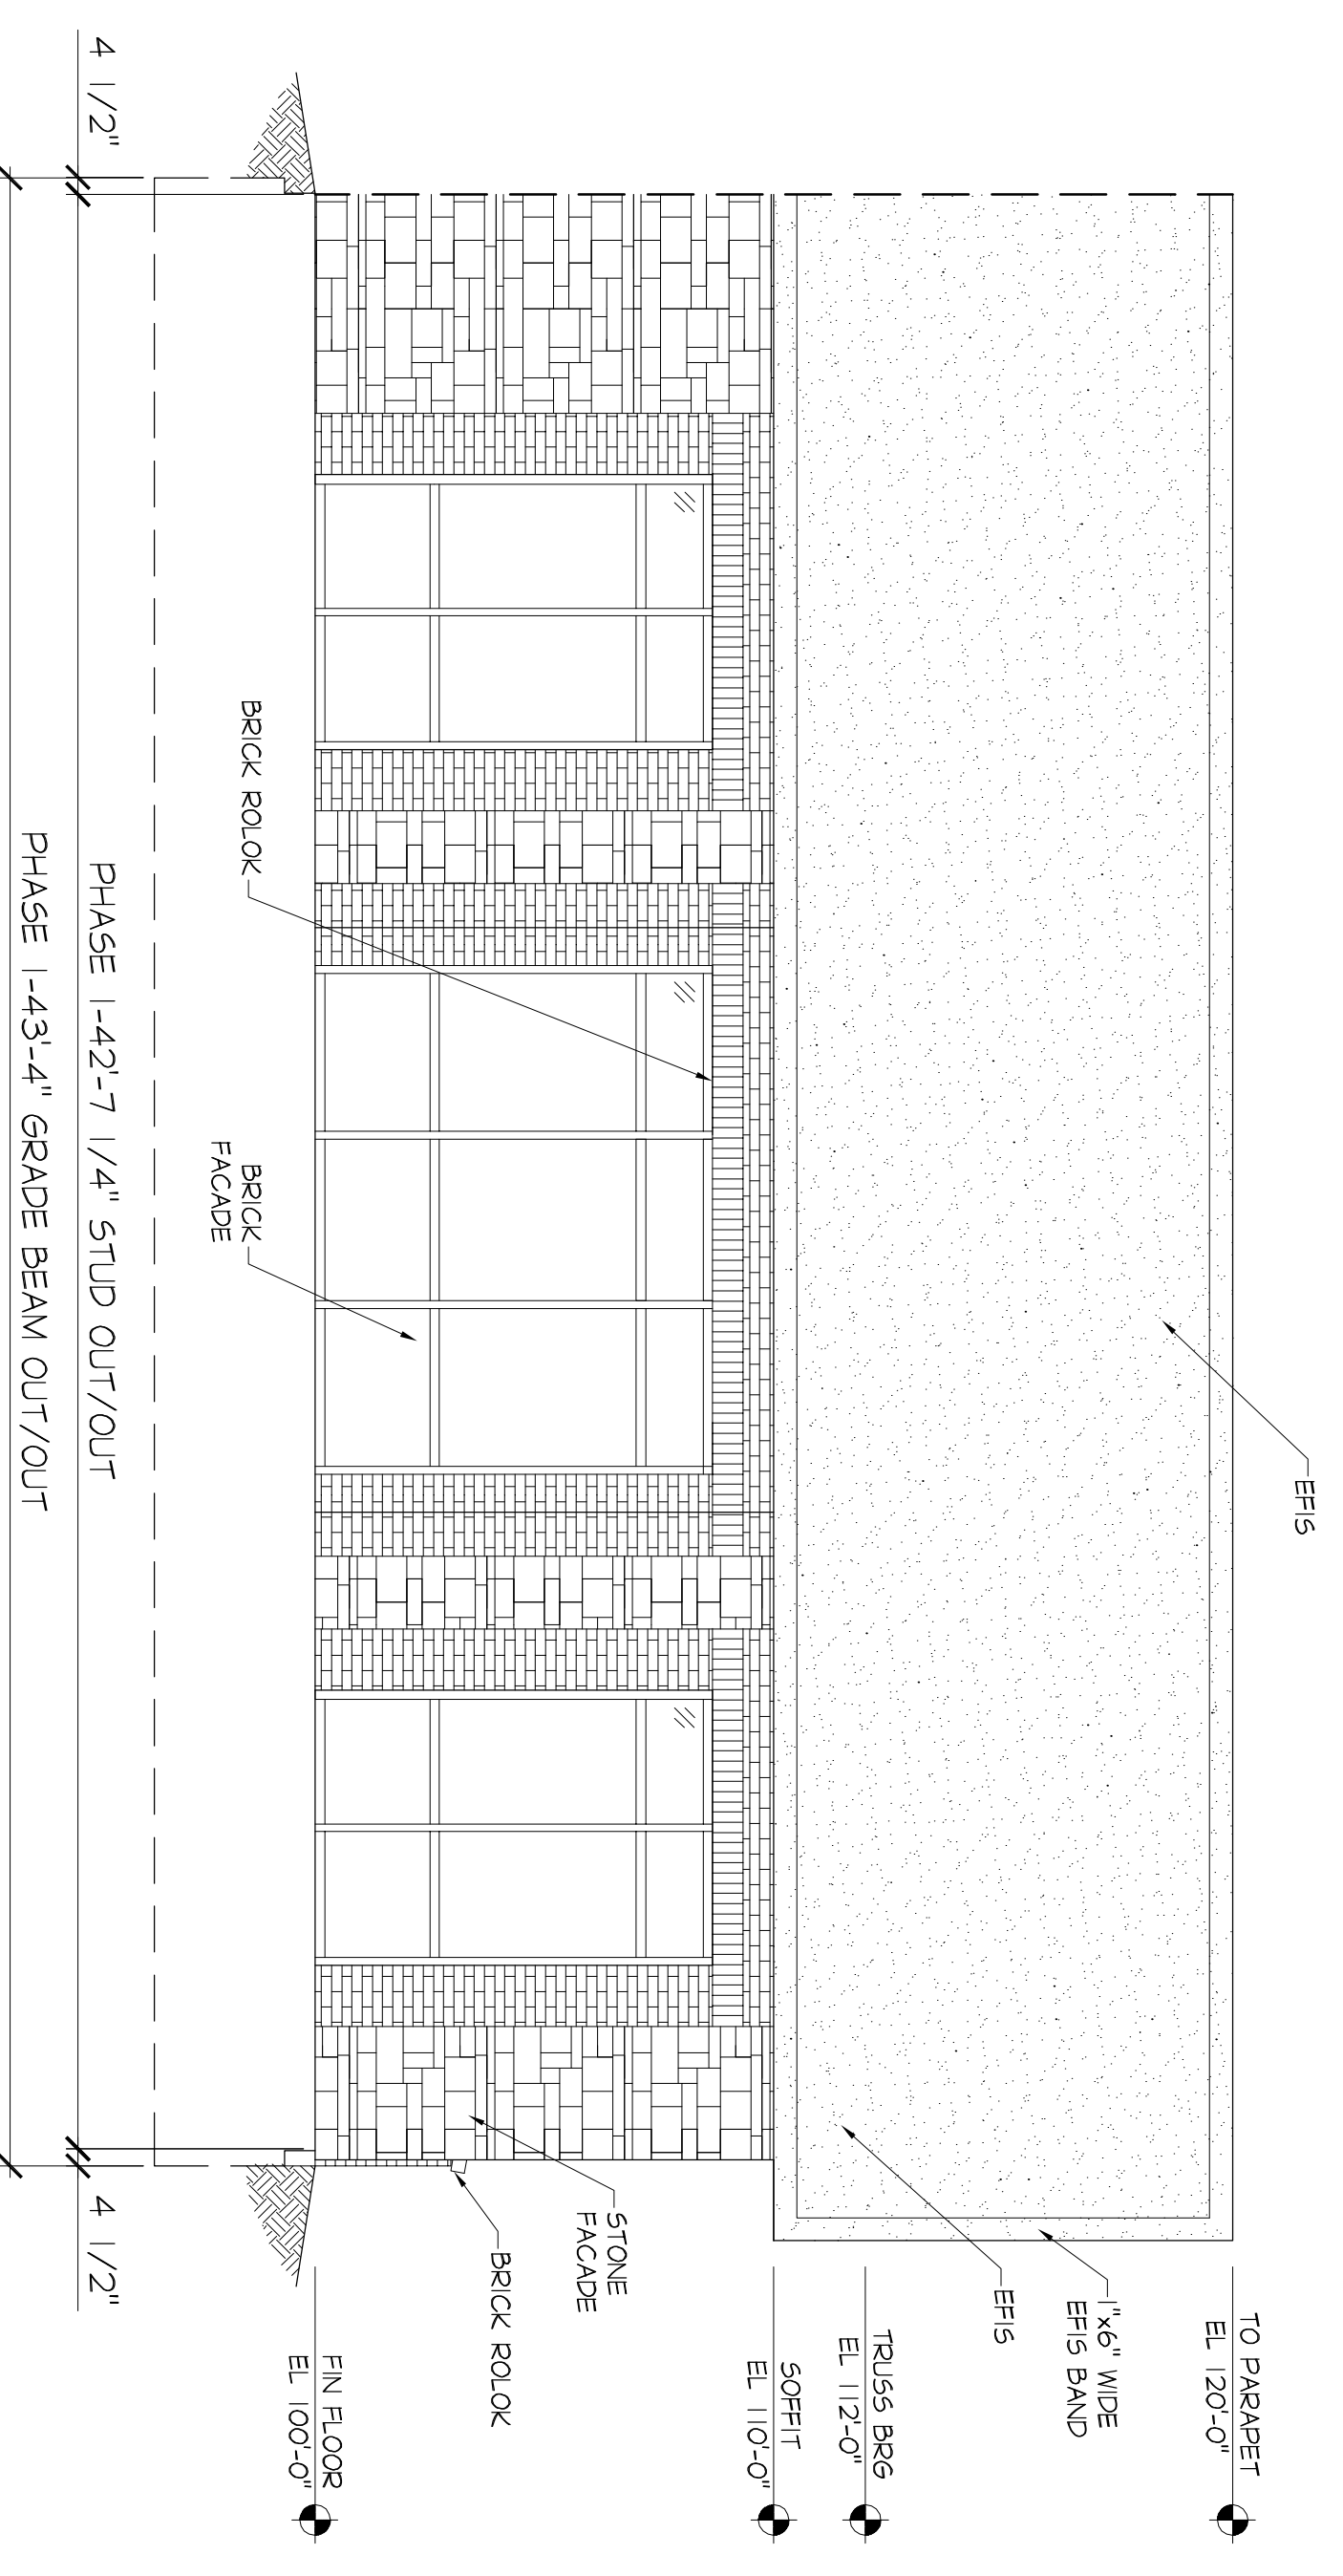 EFIS
TO PARAPET
EL 120'-0"
TRUSS BRG
EL 112'-0"
1"x6" WIDE
EFIS BAND
EFIS
SOFFIT
EL 110'-0"
STONE
FACADE
BRICK ROLOK
FIN FLOOR
EL 100'-0"
BRICK ROLOK
BRICK
FACADE
4 1/2"
PHASE 1-42'-7 1/4" STUD OUT/OUT
4 1/2"
PHASE 1-43'-4" GRADE BEAM OUT/OUT